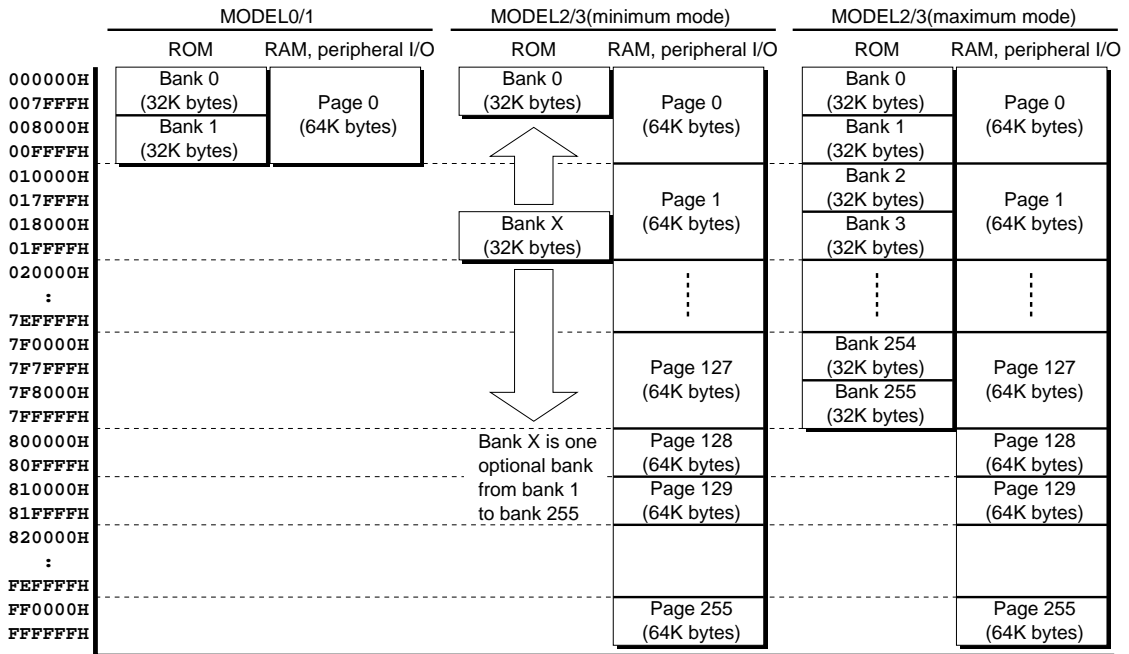 MODEL0/1 MODEL2/3(minimum mode) MODEL2/3(maximum mode)
ROM RAM, peripheral I/O ROM RAM, peripheral I/O ROM RAM, peripheral I/O
000000H Bank 0 Bank 0 Bank 0
007FFFH (32K bytes) Page 0 (32K bytes) Page 0 (32K bytes) Page 0
008000H Bank 1 (64K bytes) (64K bytes) Bank 1 (64K bytes)
00FFFFH (32K bytes) (32K bytes)
010000H Bank 2
017FFFH Page 1 (32K bytes) Page 1
018000H Bank X (64K bytes) Bank 3 (64K bytes)
01FFFFH (32K bytes) (32K bytes)
020000H
:
7EFFFFH
7F0000H Bank 254
7F7FFFH Page 127 (32K bytes) Page 127
7F8000H (64K bytes) Bank 255 (64K bytes)
7FFFFFH (32K bytes)
800000H Bank X is one Page 128 Page 128
80FFFFH optional bank (64K bytes) (64K bytes)
810000H from bank 1 Page 129 Page 129
81FFFFH to bank 255 (64K bytes) (64K bytes)
820000H
:
FEFFFFH
FF0000H Page 255 Page 255
FFFFFFH (64K bytes) (64K bytes)